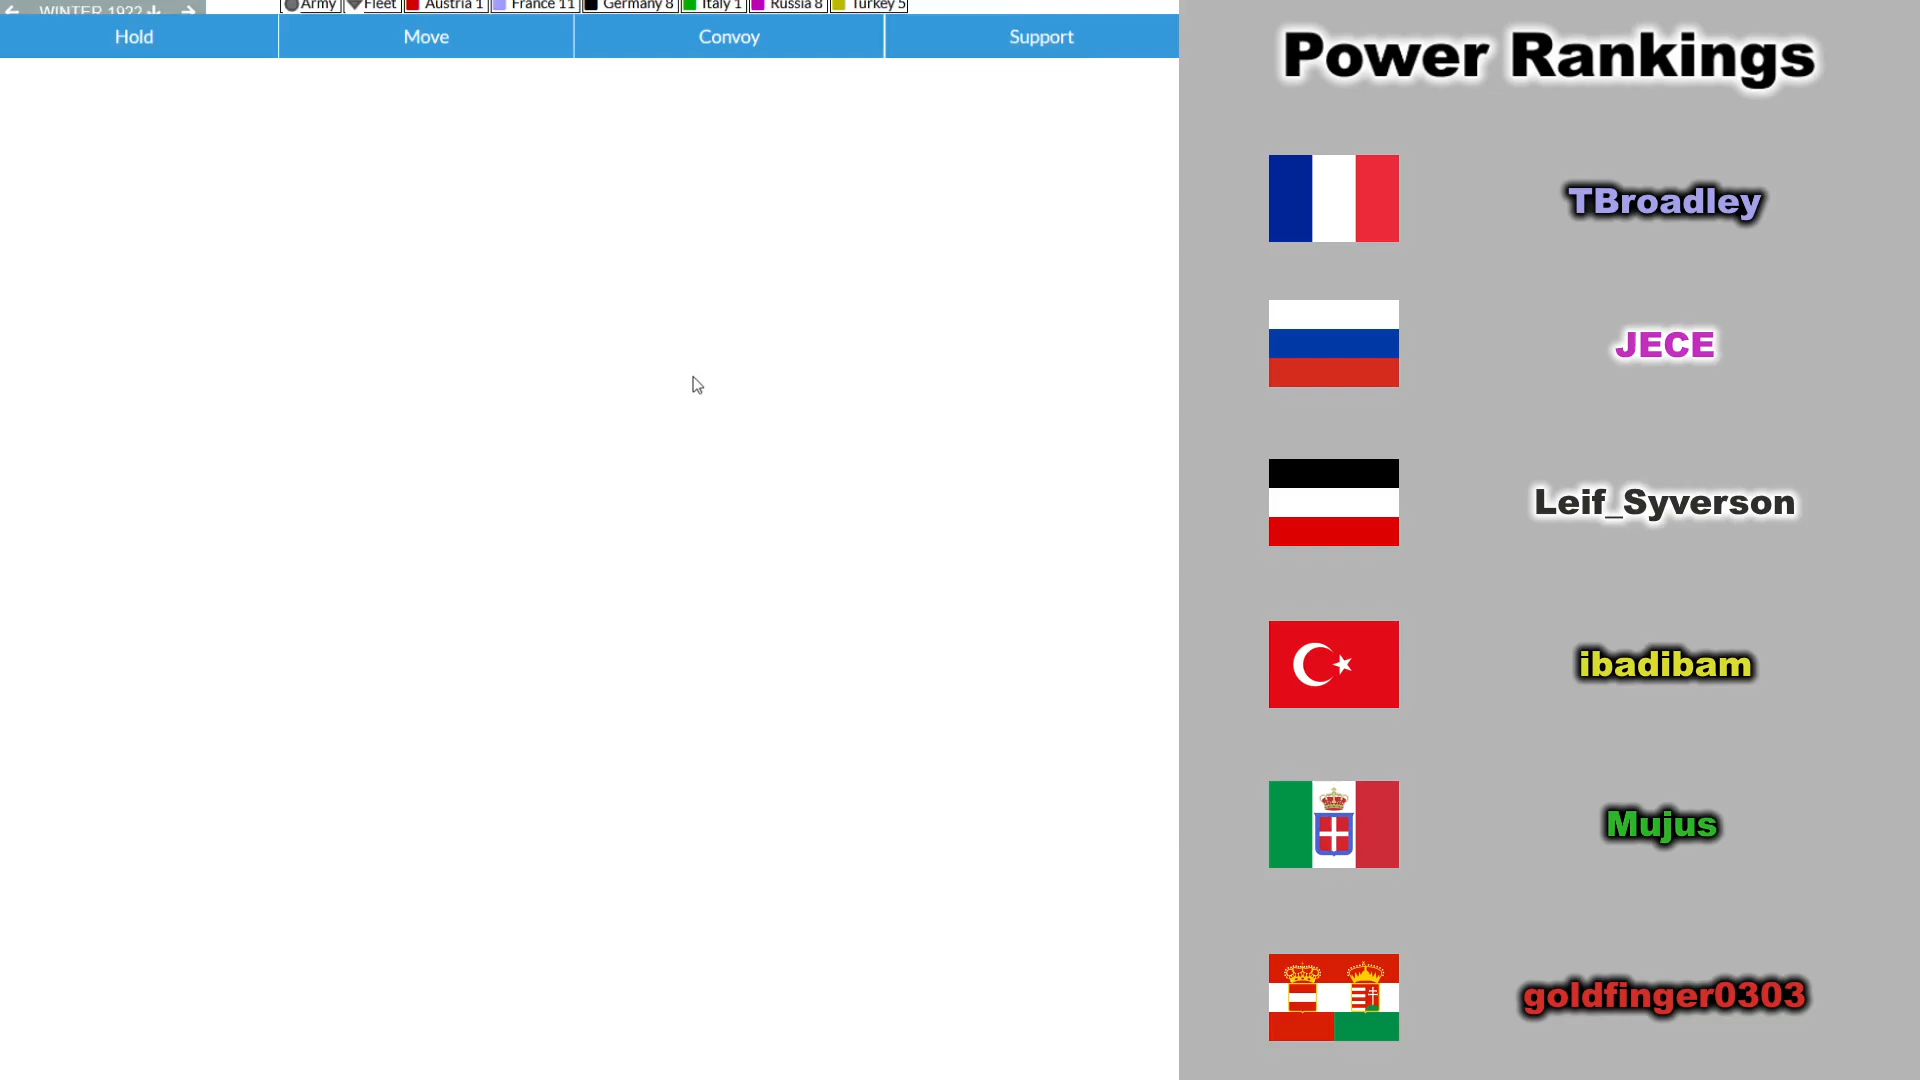 WINTER 1922
Army Fleet Austria 1 France 11 Germany 8 Italy 1 Russia 8 Turkey 5
Hold Move Convoy Support
Power Rankings
TBroadley
JECE
Leif_Syverson
ibadibam
Mujus
goldfinger0303